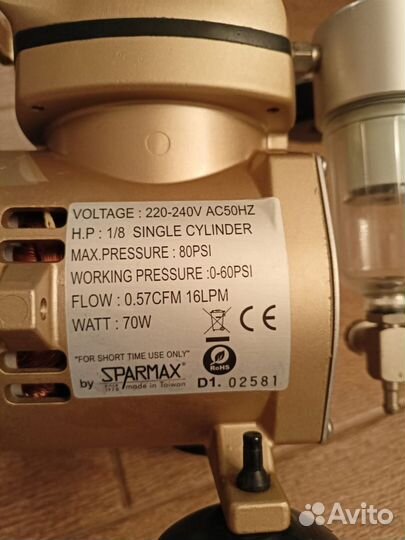 VOLTAGE : 220-240V AC50HZ
H.P : 1/8 SINGLE CYLINDER
MAX.PRESSURE : 80PSI
WORKING PRESSURE :0-60PSI
FLOW : 0.57CFM 16LPM
WATT : 70W
CE
"FOR SHORT TIME USE ONLY"
RoHS
by SPARMAX®
made in Taiwan
D1. 02581
Avito